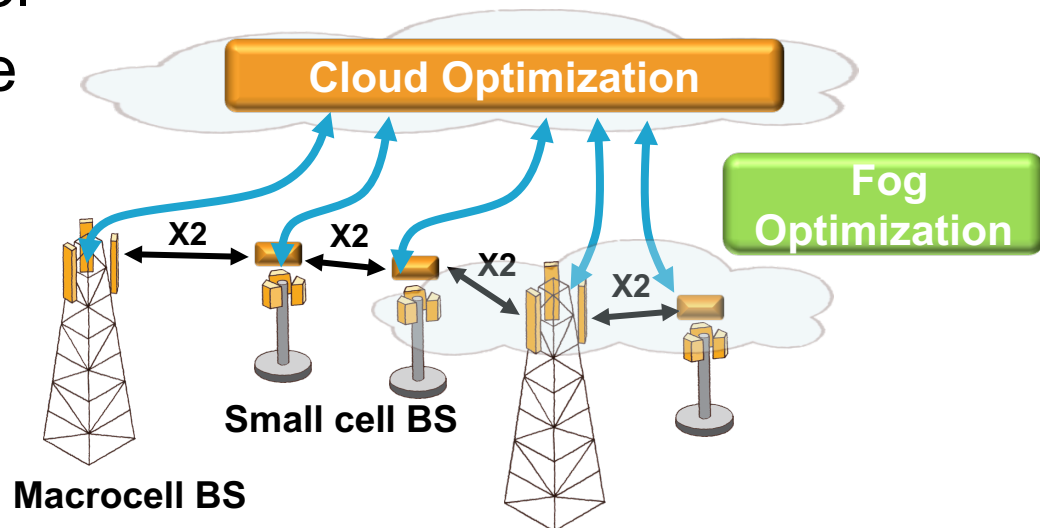 Cloud Optimization
Fog
Optimization
X2
X2
X2
X2
Small cell BS
Macrocell BS